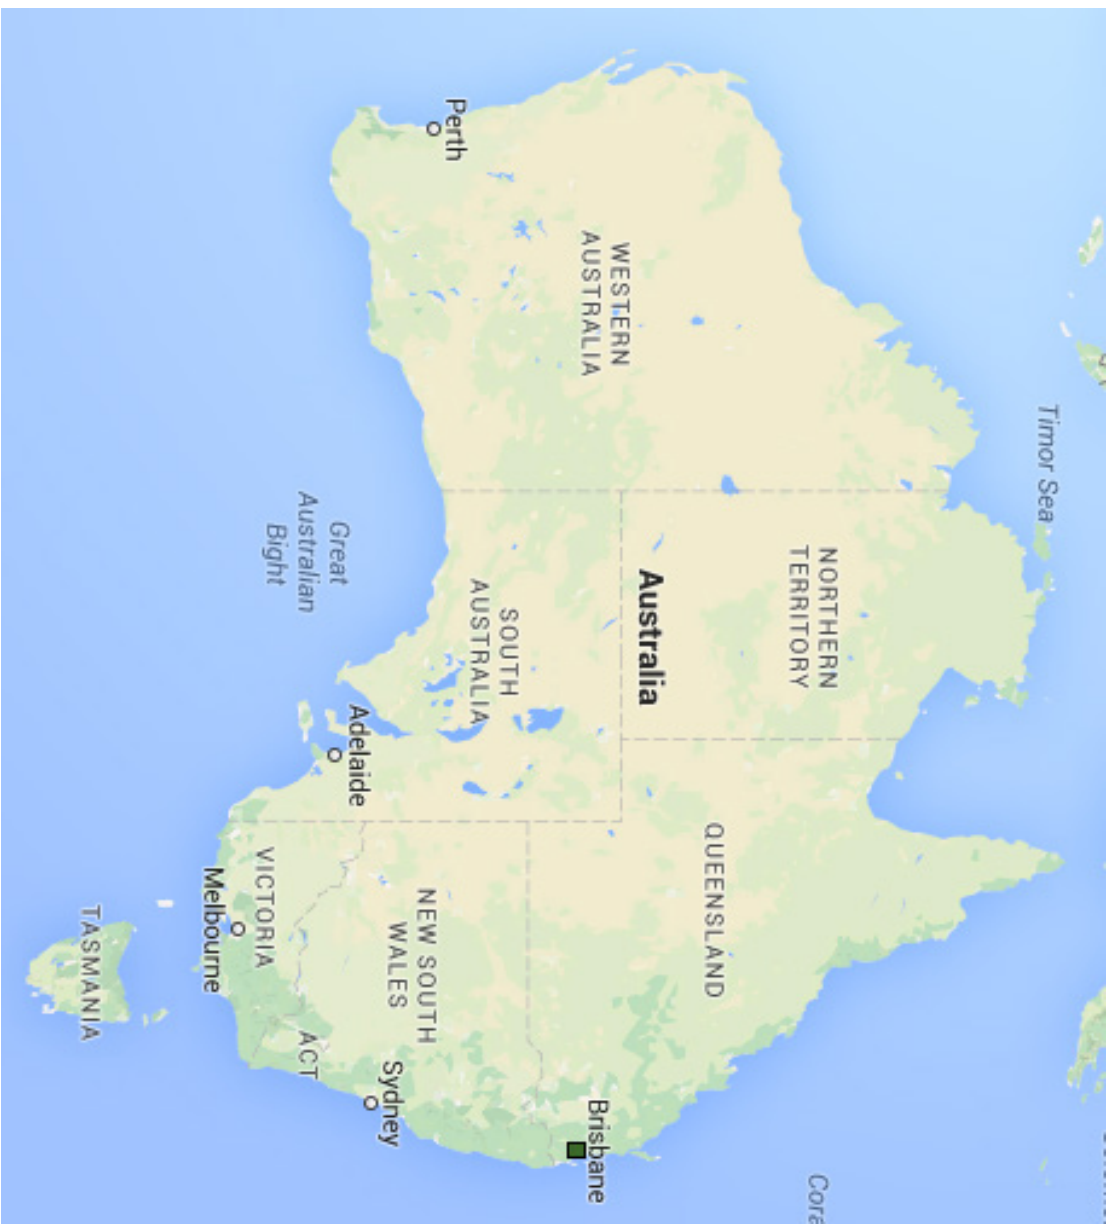 Timor Sea
NORTHERN
TERRITORY
Cora
WESTERN
AUSTRALIA
Australia
QUEENSLAND
Brisbane
SOUTH
AUSTRALIA
Perth
NEW SOUTH
WALES
Sydney
Adelaide
Great
Australian
Bight
ACT
VICTORIA
Melbourne
TASMANIA